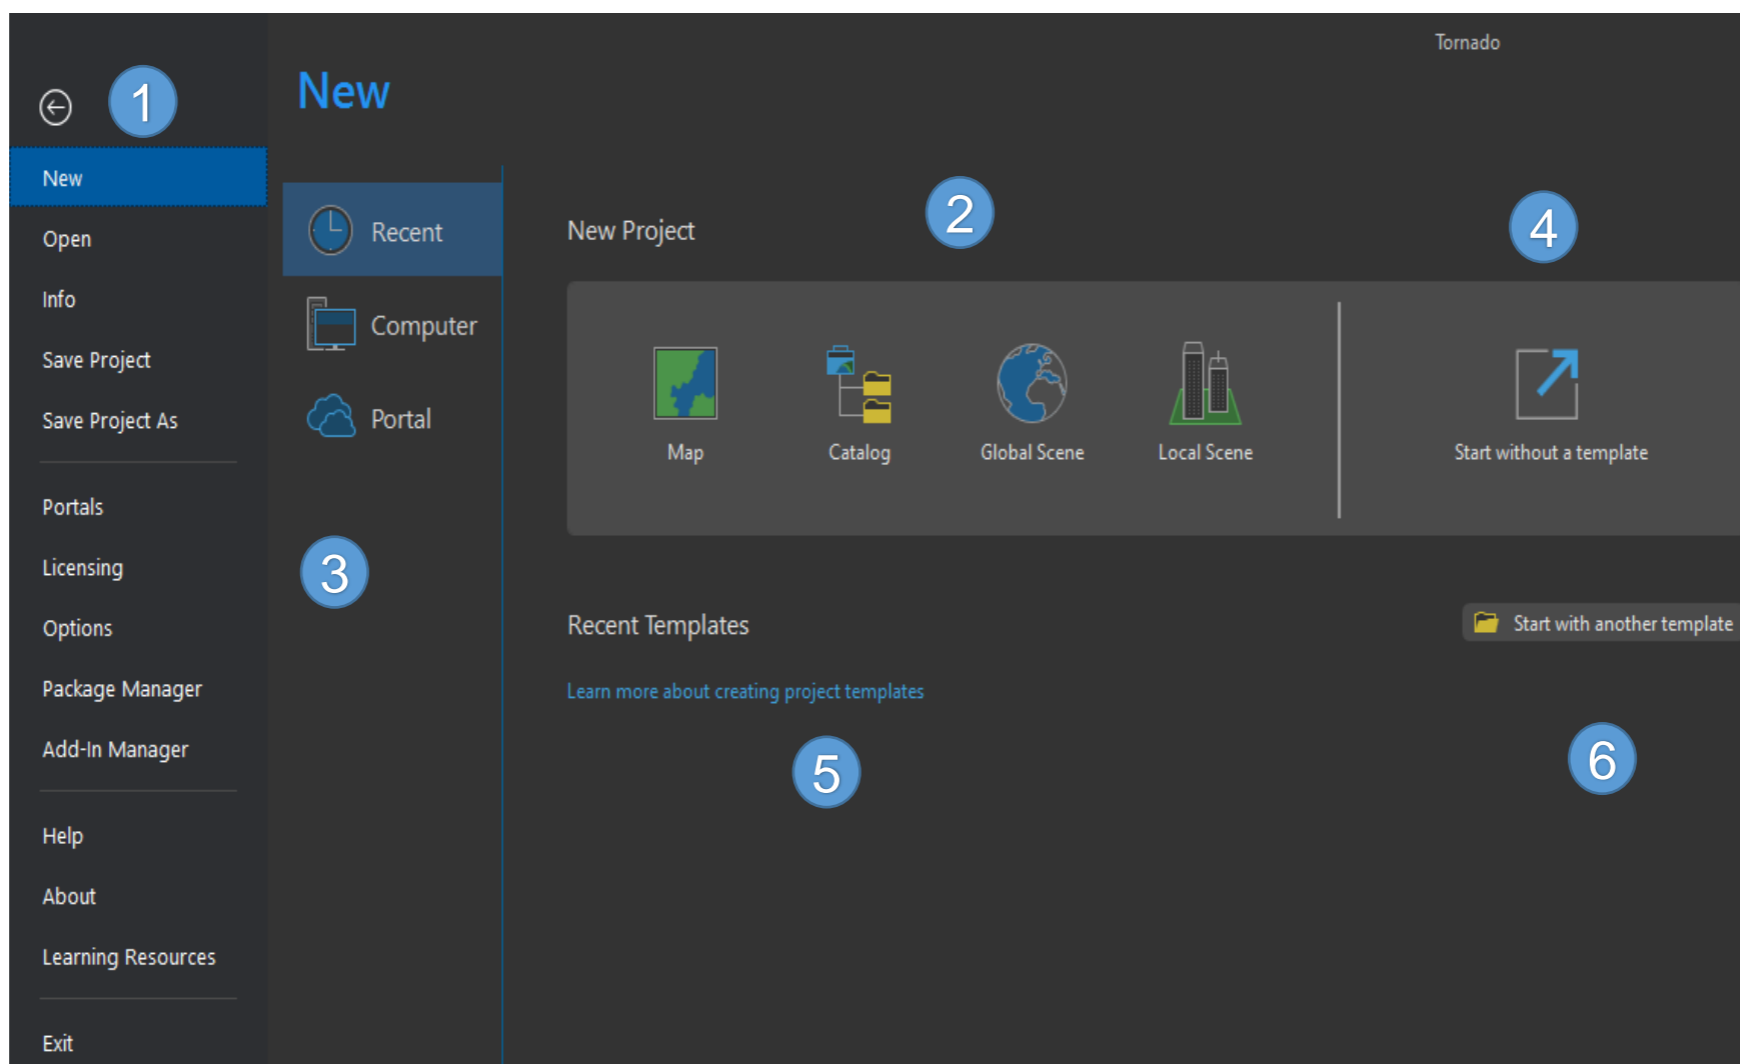 Tornado
1
New
New
Open
Info
Save Project
Save Project As
Portals
Licensing
Options
Package Manager
Add-In Manager
Help
About
Learning Resources
Exit
Recent
Computer
Portal
3
New Project
2
4
Map
Catalog
Global Scene
Local Scene
Start without a template
Recent Templates
Start with another template
Learn more about creating project templates
5
6